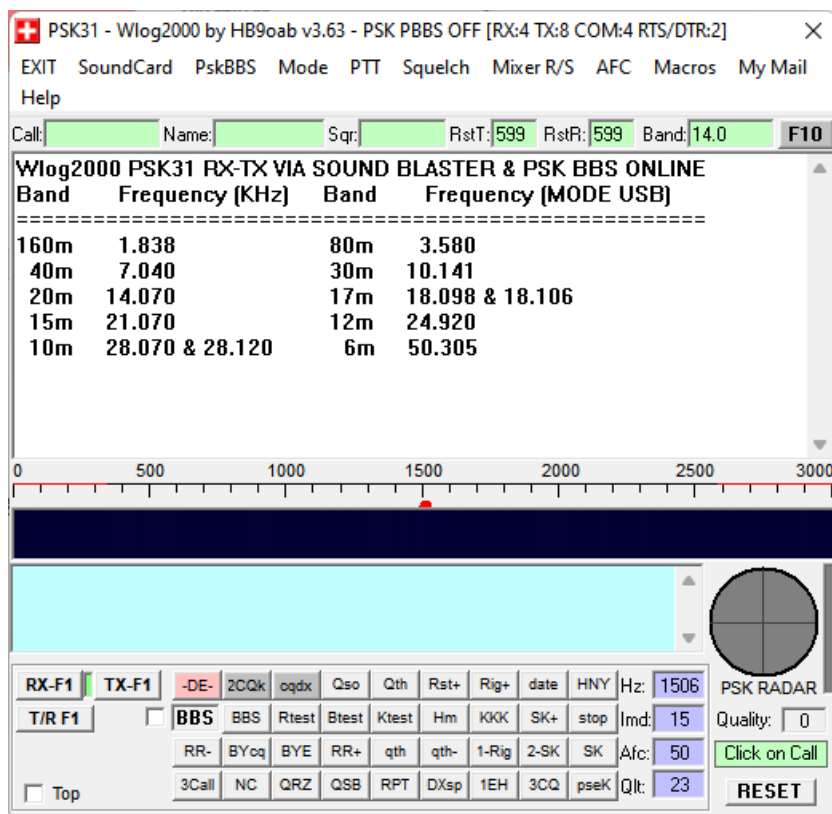 PSK31 - Wlog2000 by HB9oab v3.63 - PSK PBBS OFF [RX:4 TX:8 COM:4 RTS/DTR:2]
EXIT SoundCard PskBBS Mode PTT Squelch Mixer R/S AFC Macros My Mail
Help
Call: Name: Sqr: RstT: 599 RstR: 599 Band: 14.0 F10
Wlog2000 PSK31 RX-TX VIA SOUND BLASTER & PSK BBS ONLINE
Band Frequency (KHz) Band Frequency (MODE USB)
=======================================================
160m 1.838 80m 3.580
40m 7.040 30m 10.141
20m 14.070 17m 18.098 & 18.106
15m 21.070 12m 24.920
10m 28.070 & 28.120 6m 50.305
0 500 1000 1500 2000 2500 3000
RX-F1 TX-F1 -DE- 2CQk cqdx Qso Qth Rst+ Rig+ date HNY Hz: 1506 PSK RADAR
T/R F1 BBS BBS Rtest Btest Ktest Hm KKK SK+ stop Imd: 15 Quality: 0
RR- BYcq BYE RR+ qth qth- 1-Rig 2-SK SK Afc: 50 Click on Call
Top 3Call NC QRZ QSB RPT DXsp 1EH 3CQ pseK Qlt: 23 RESET